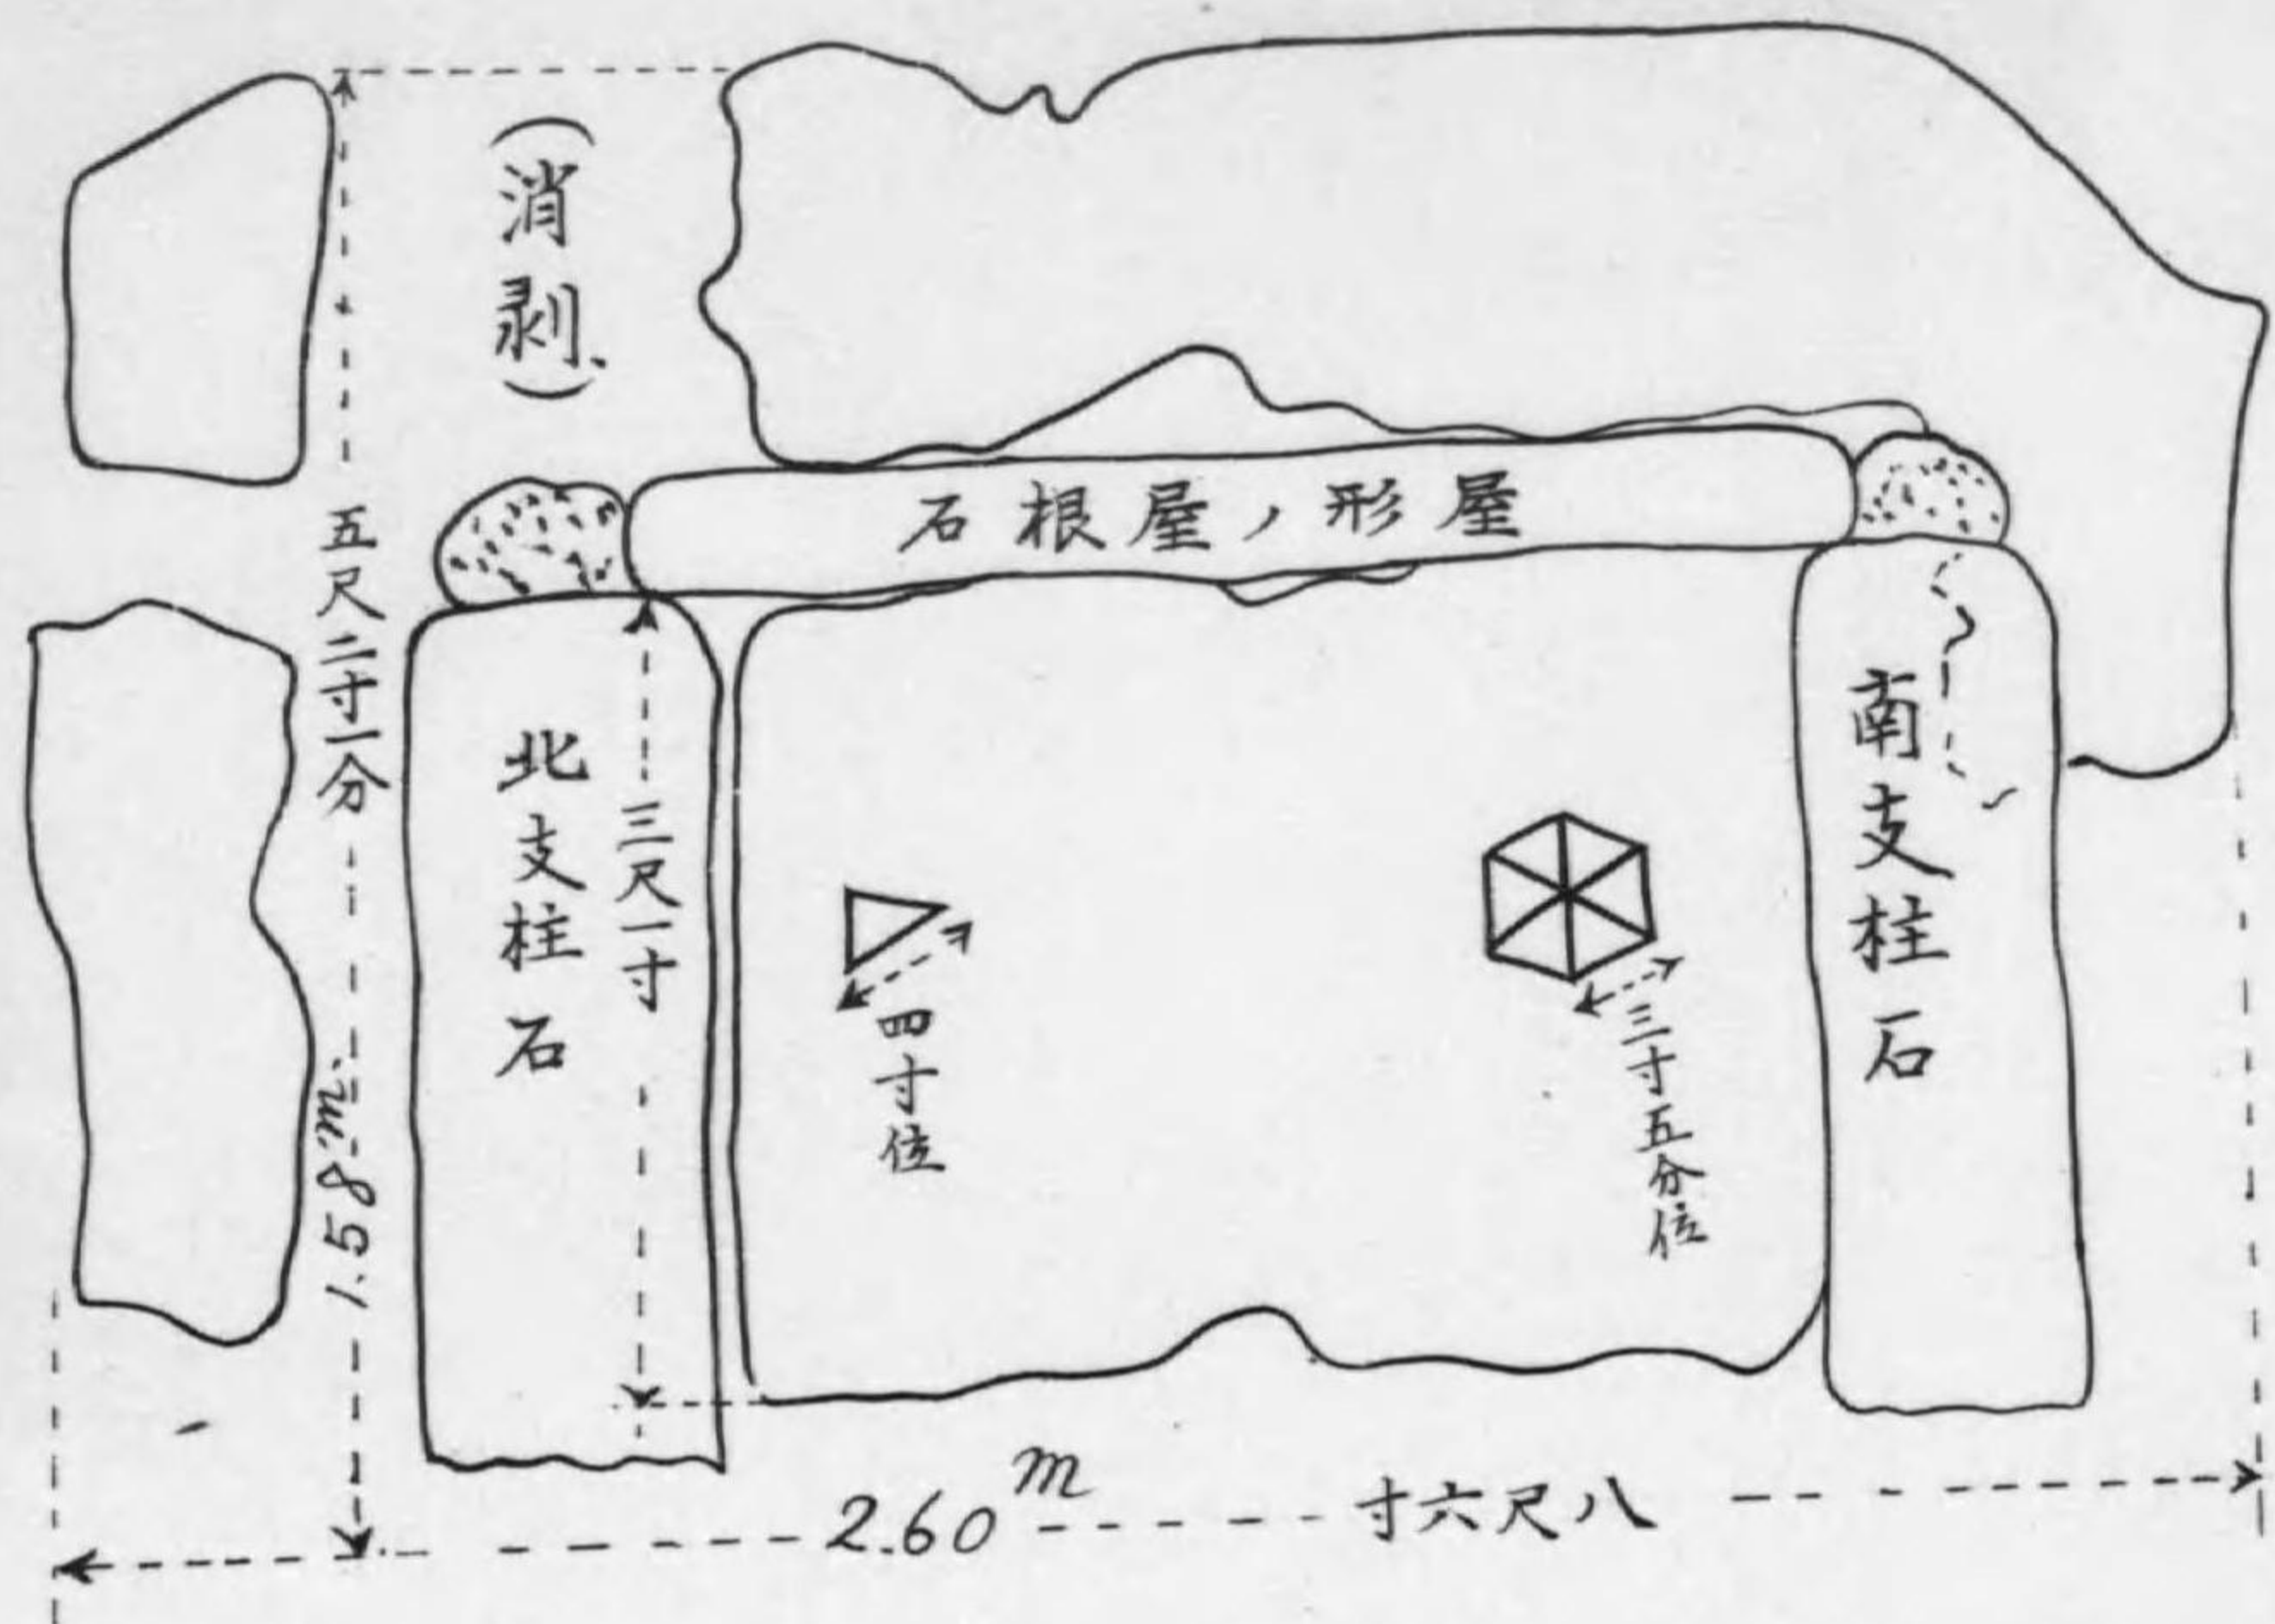 (消剥)
屋形ノ屋根石
南支柱石
三寸五分位
四寸位
三尺一寸
北支柱石
五尺二寸一分
1.58m
八尺六寸
2.60m